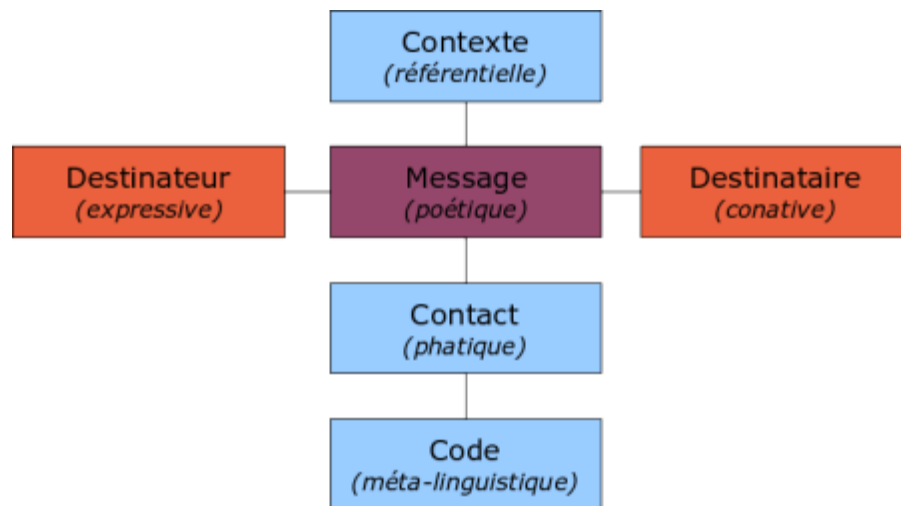 Contexte
(référentielle)
Destinateur
(expressive)
Message
(poétique)
Destinataire
(conative)
Contact
(phatique)
Code
(méta-linguistique)